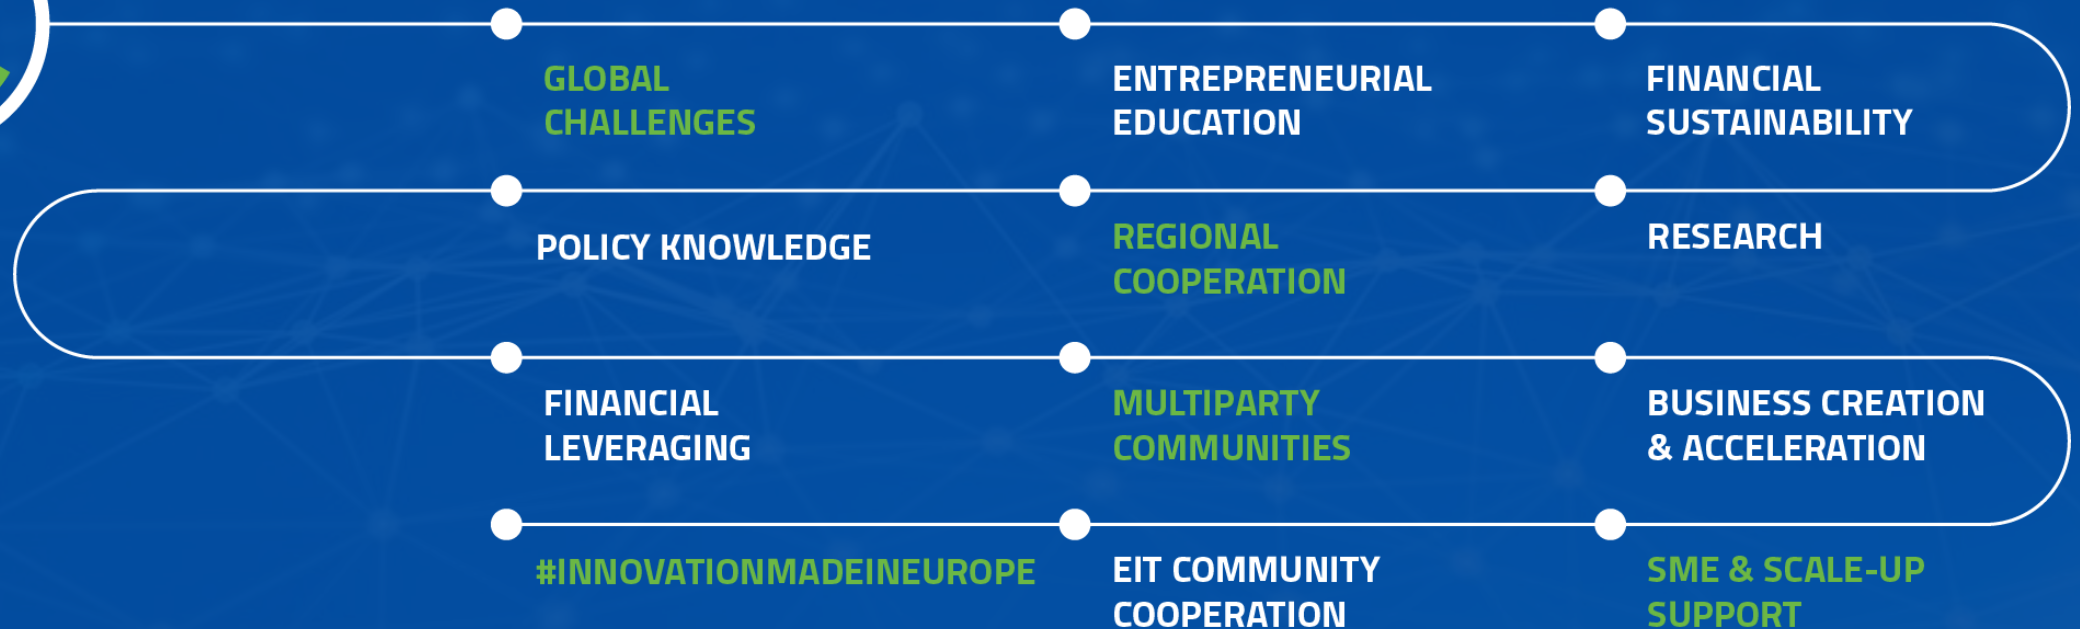 GLOBAL
CHALLENGES
ENTREPRENEURIAL
EDUCATION
FINANCIAL
SUSTAINABILITY
POLICY KNOWLEDGE
REGIONAL
COOPERATION
RESEARCH
FINANCIAL
LEVERAGING
MULTIPARTY
COMMUNITIES
BUSINESS CREATION
& ACCELERATION
#INNOVATIONMADEINEUROPE
EIT COMMUNITY
COOPERATION
SME & SCALE-UP
SUPPORT